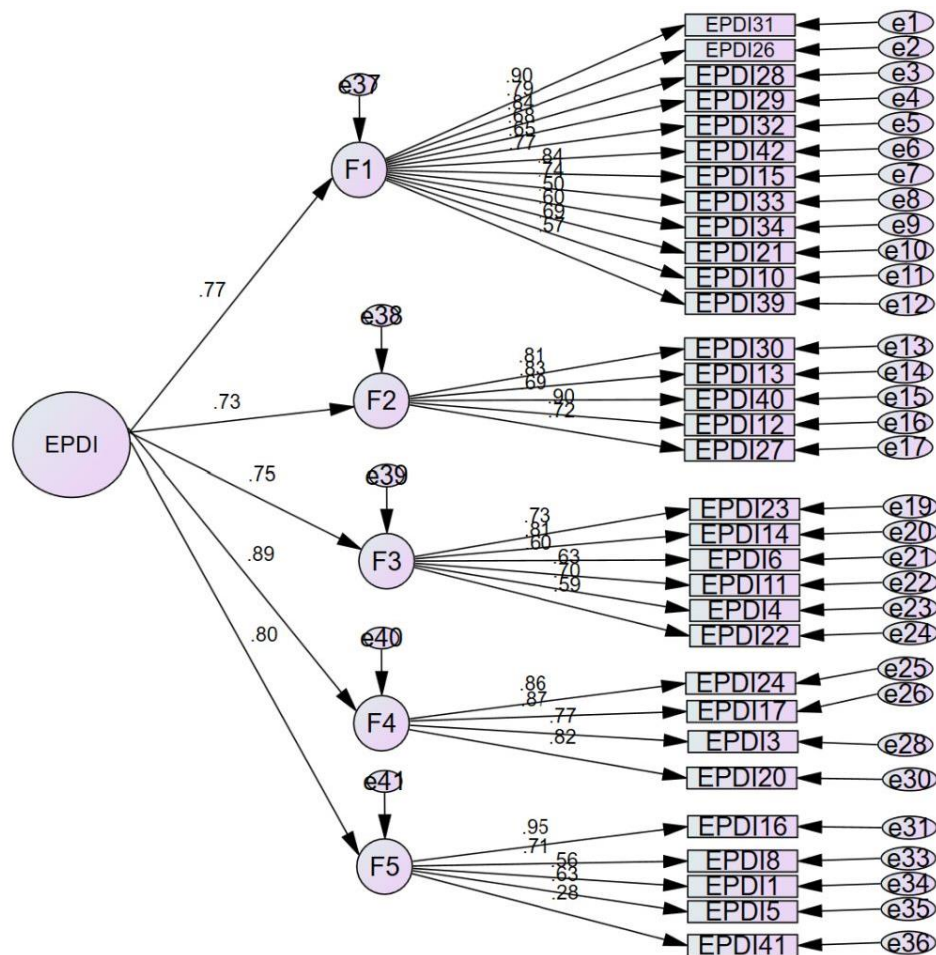 EPDI
.77
.73
.75
.89
.80
e37
F1
.90
.79
.84
.68
.65
.77
.84
.74
.50
.60
.69
.57
EPDI31 e1
EPDI26 e2
EPDI28 e3
EPDI29 e4
EPDI32 e5
EPDI42 e6
EPDI15 e7
EPDI33 e8
EPDI34 e9
EPDI21 e10
EPDI10 e11
EPDI39 e12
e38
F2
.81
.83
.69
.90
.72
EPDI30 e13
EPDI13 e14
EPDI40 e15
EPDI12 e16
EPDI27 e17
e39
F3
.73
.81
.60
.63
.70
.59
EPDI23 e19
EPDI14 e20
EPDI6 e21
EPDI11 e22
EPDI4 e23
EPDI22 e24
e40
F4
.86
.87
.77
.82
EPDI24 e25
EPDI17 e26
EPDI3 e28
EPDI20 e30
e41
F5
.95
.71
.56
.63
.28
EPDI16 e31
EPDI8 e33
EPDI1 e34
EPDI5 e35
EPDI41 e36